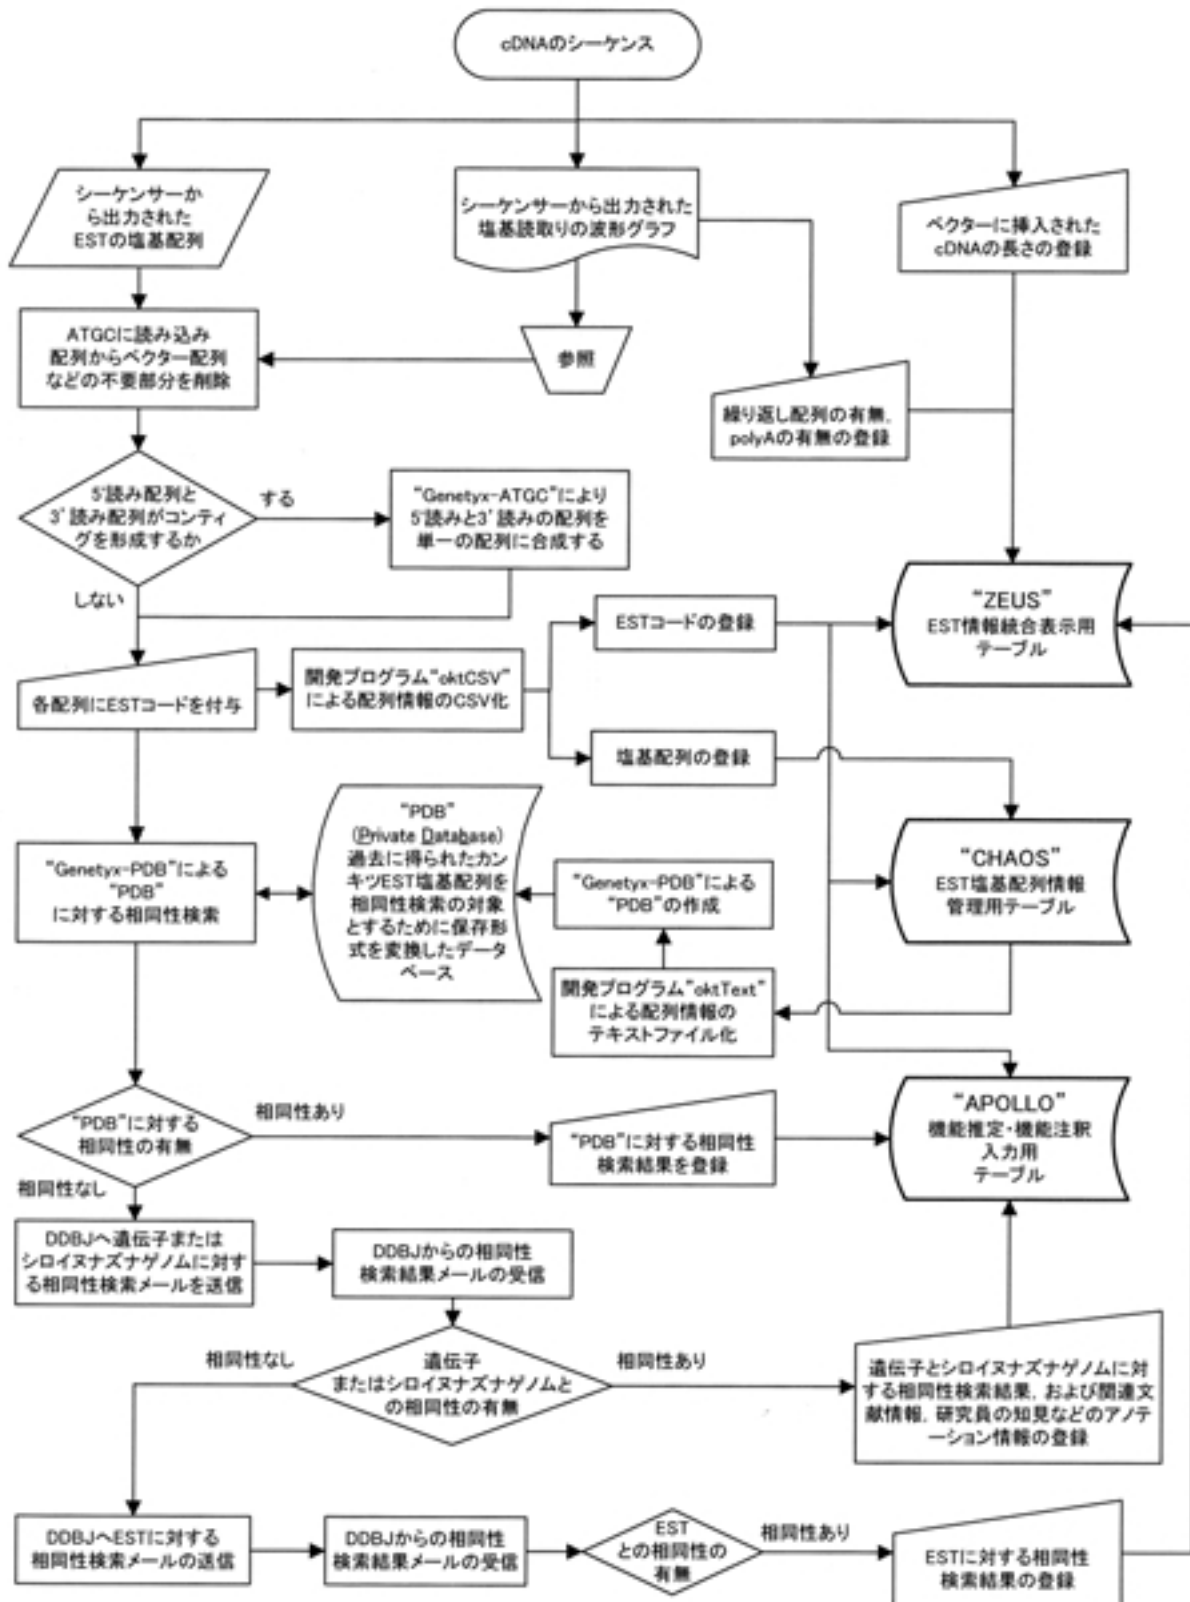 cDNAのシーケンス
シーケンサーか
ら出力された
ESTの塩基配列
シーケンサーから出力された
塩基読取りの波形グラフ
ベクターに挿入された
cDNAの長さの登録
ATGCに読み込み
配列からベクター配列
などの不要部分を削除
参照
繰り返し配列の有無,
polyAの有無の登録
5'読み配列と
3'読み配列がコンティ
グを形成するか
する
"Genetyx-ATGC"により
5'読みと3'読みの配列を
単一の配列に合成する
しない
"ZEUS"
EST情報統合表示用
テーブル
ESTコードの登録
各配列にESTコードを付与
開発プログラム"oktCSV"
による配列情報のCSV化
塩基配列の登録
"PDB"
(Private Database)
過去に得られたカン
キツEST塩基配列を
相同性検索の対象
とするために保存形
式を変換したデータ
ベース
"Genetyx-PDB"による
"PDB"
に対する相同性検索
"Genetyx-PDB"による
"PDB"の作成
"CHAOS"
EST塩基配列情報
管理用テーブル
開発プログラム"oktText"
による配列情報の
テキストファイル化
"PDB"に対する
相同性の有無
相同性あり
"PDB"に対する相同性
検索結果を登録
"APOLLO"
機能推定・機能注釈
入力用
テーブル
相同性なし
DDBJへ遺伝子または
シロイヌナズナゲノムに対す
る相同性検索メールを送信
DDBJからの相同性
検索結果メールの受信
相同性なし
遺伝子
またはシロイヌナズナゲノムと
の相同性の有無
相同性あり
遺伝子とシロイヌナズナゲノムに対
する相同性検索結果, および関連文
献情報, 研究員の知見などのアノテ
ーション情報の登録
DDBJへESTに対する
相同性検索メールの送信
DDBJからの相同性
検索結果メールの受信
EST
との相同性の
有無
相同性あり
ESTに対する相同性
検索結果の登録